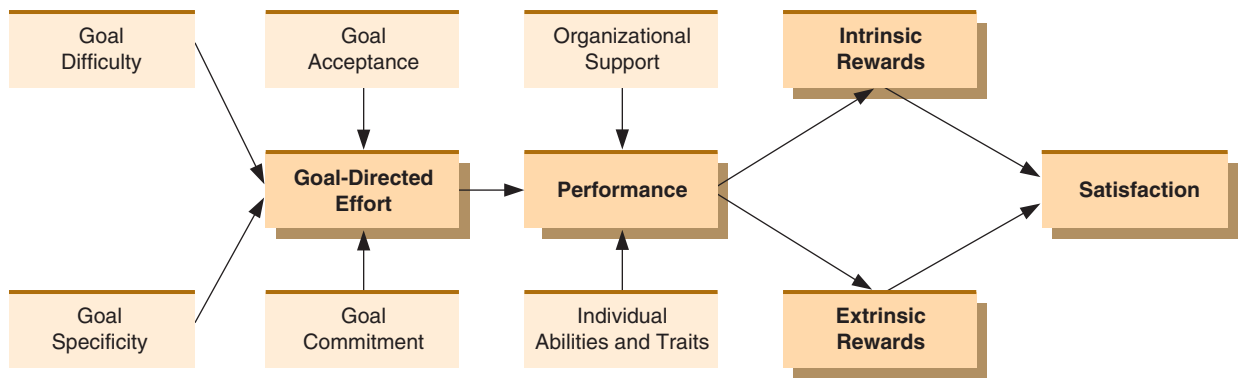 Goal
Difficulty
Goal
Acceptance
Organizational
Support
Intrinsic
Rewards
Goal-Directed
Effort
Performance
Satisfaction
Goal
Specificity
Goal
Commitment
Individual
Abilities and Traits
Extrinsic
Rewards